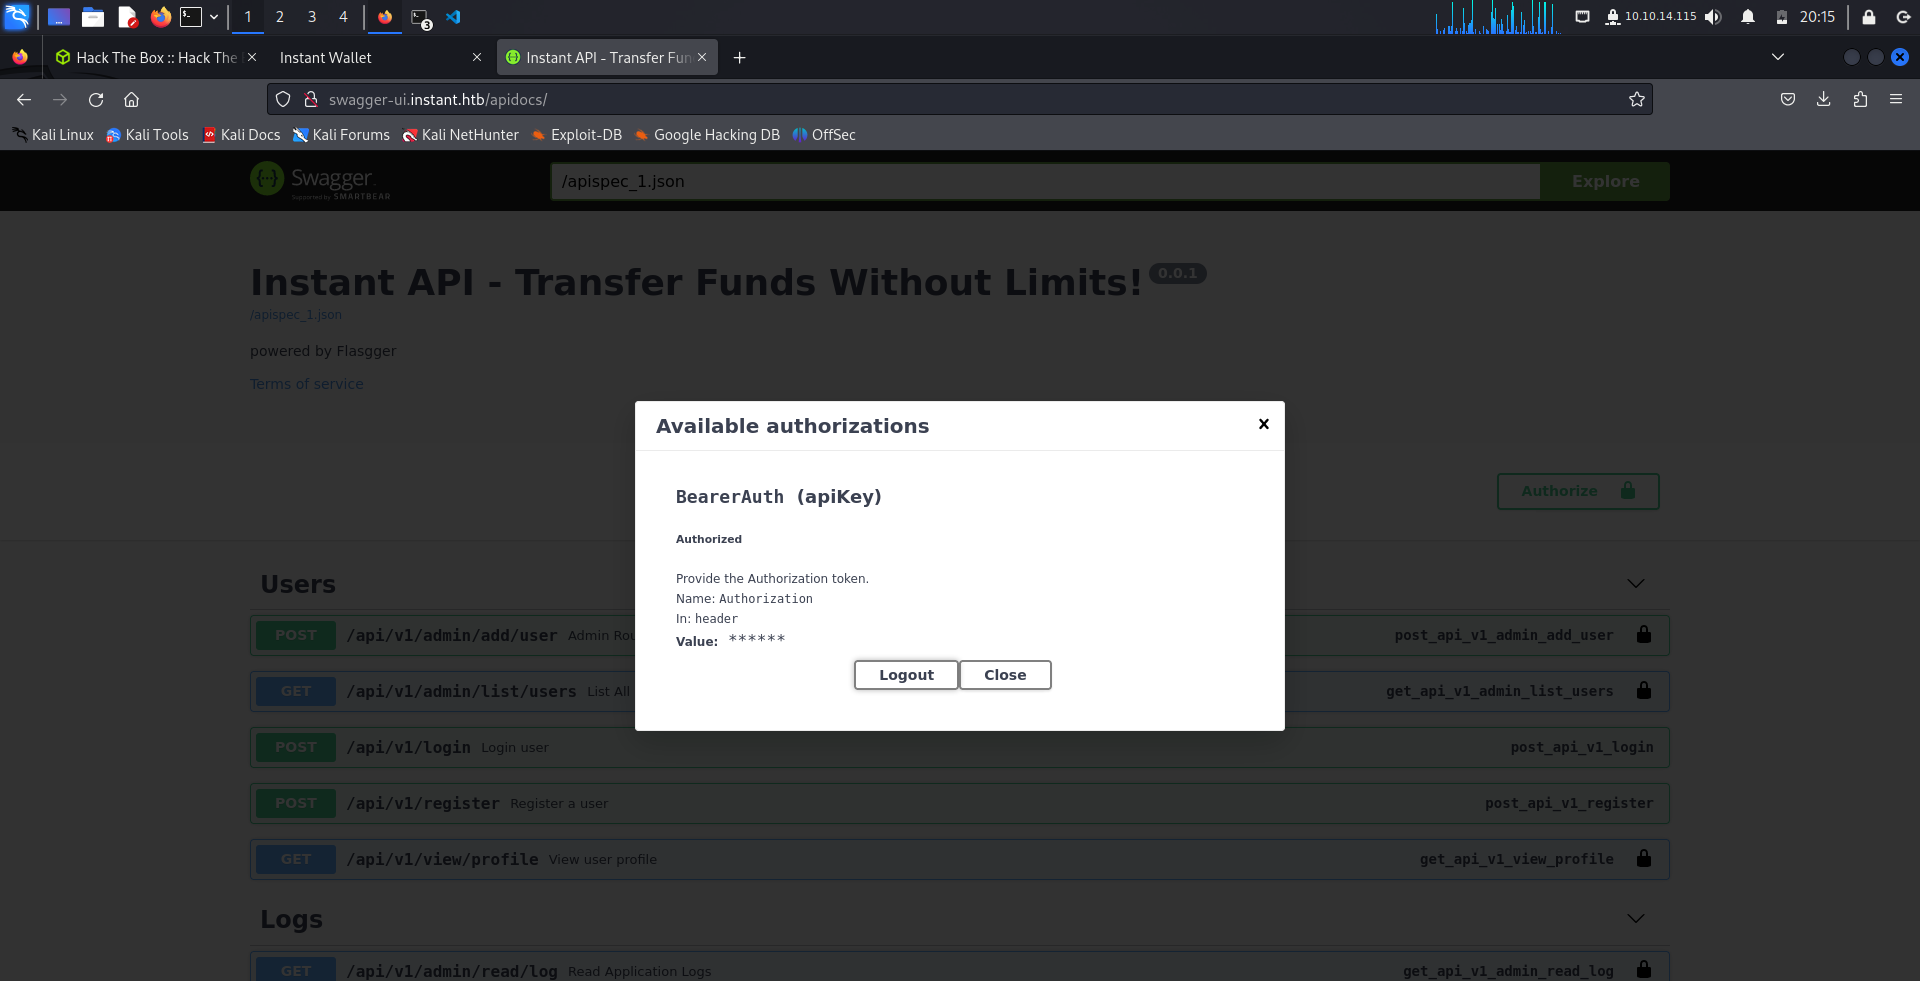 1 2 3 4 3 10.10.14.115 20:15
Hack The Box :: Hack The Instant Wallet Instant API - Transfer Fun
swagger-ui.instant.htb/apidocs/
Kali Linux Kali Tools Kali Docs Kali Forums Kali NetHunter Exploit-DB Google Hacking DB OffSec
Swagger. /apispec_1.json Explore
Supported by SMARTBEAR
Instant API - Transfer Funds Without Limits! 0.0.1
/apispec_1.json
powered by Flasgger
Terms of service
Available authorizations x
BearerAuth (apiKey)
Authorize
Authorized
Provide the Authorization token.
Name: Authorization
In: header
Value: ******
Logout Close
Users
POST /api/v1/admin/add/user Admin Rou post_api_v1_admin_add_user
GET /api/v1/admin/list/users List All get_api_v1_admin_list_users
POST /api/v1/login Login user post_api_v1_login
POST /api/v1/register Register a user post_api_v1_register
GET /api/v1/view/profile View user profile get_api_v1_view_profile
Logs
GET /api/v1/admin/read/log Read Application Logs get_api_v1_admin_read_log